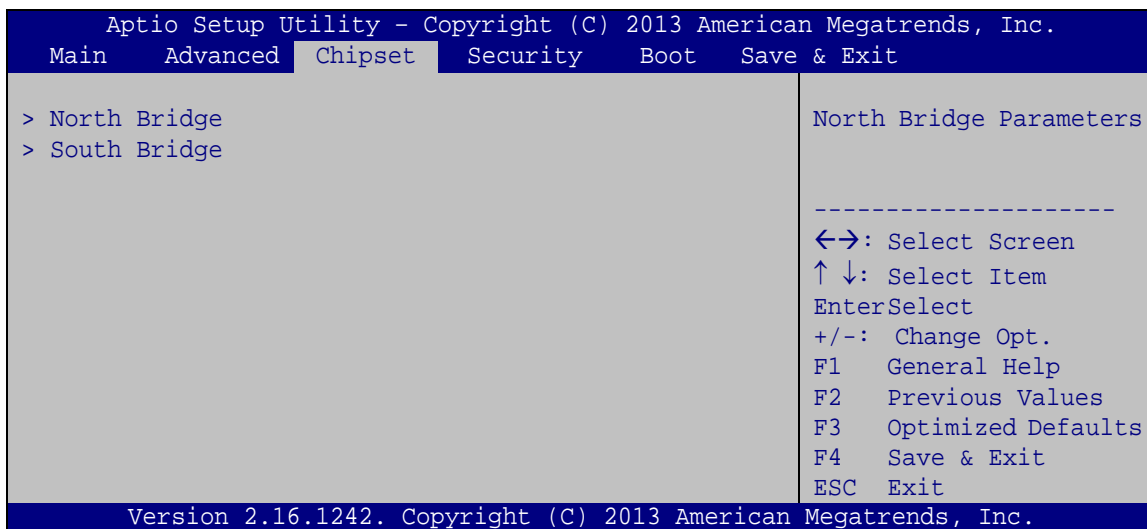 Aptio Setup Utility – Copyright (C) 2013 American Megatrends, Inc.
Main Advanced Chipset Security Boot Save & Exit
> North Bridge
> South Bridge
North Bridge Parameters
---------------------
←→: Select Screen
↑ ↓: Select Item
EnterSelect
+/-: Change Opt.
F1 General Help
F2 Previous Values
F3 Optimized Defaults
F4 Save & Exit
ESC Exit
Version 2.16.1242. Copyright (C) 2013 American Megatrends, Inc.